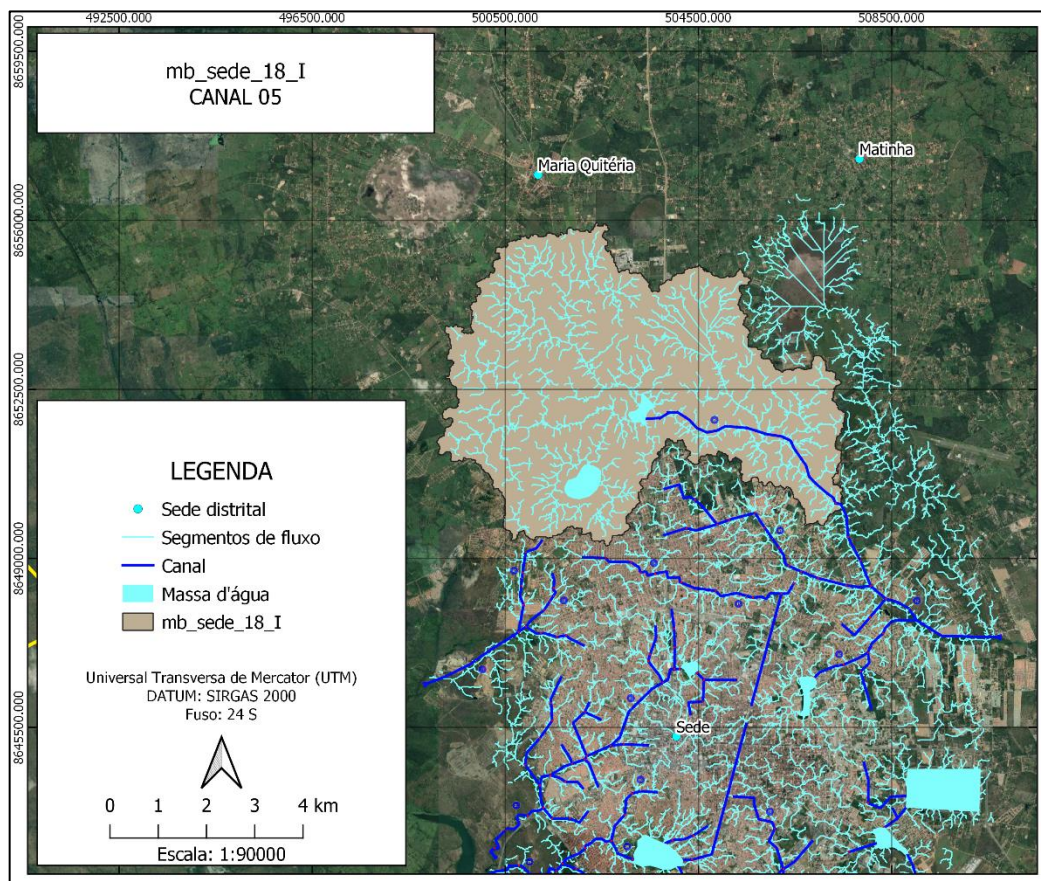 492500.000 496500.000 500500.000 504500.000 508500.000
8659500.000
8656000.000
8652500.000
8649000.000
8645500.000
mb_sede_18_I
CANAL 05
Maria Quitéria
Matinha
Sede
LEGENDA
Sede distrital
Segmentos de fluxo
Canal
Massa d'água
mb_sede_18_I
Universal Transversa de Mercator (UTM)
DATUM: SIRGAS 2000
Fuso: 24 S
0 1 2 3 4 km
Escala: 1:90000